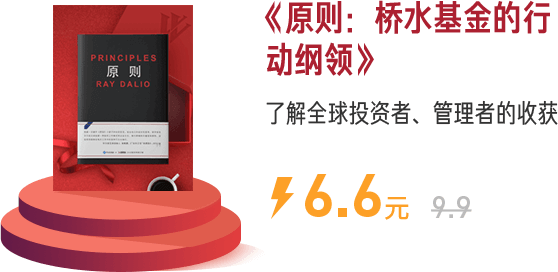 《原则：桥水基金的行
动纲领》
了解全球投资者、管理者的收获
6.6元 9.9
PRINCIPLES
原则
RAY DALIO